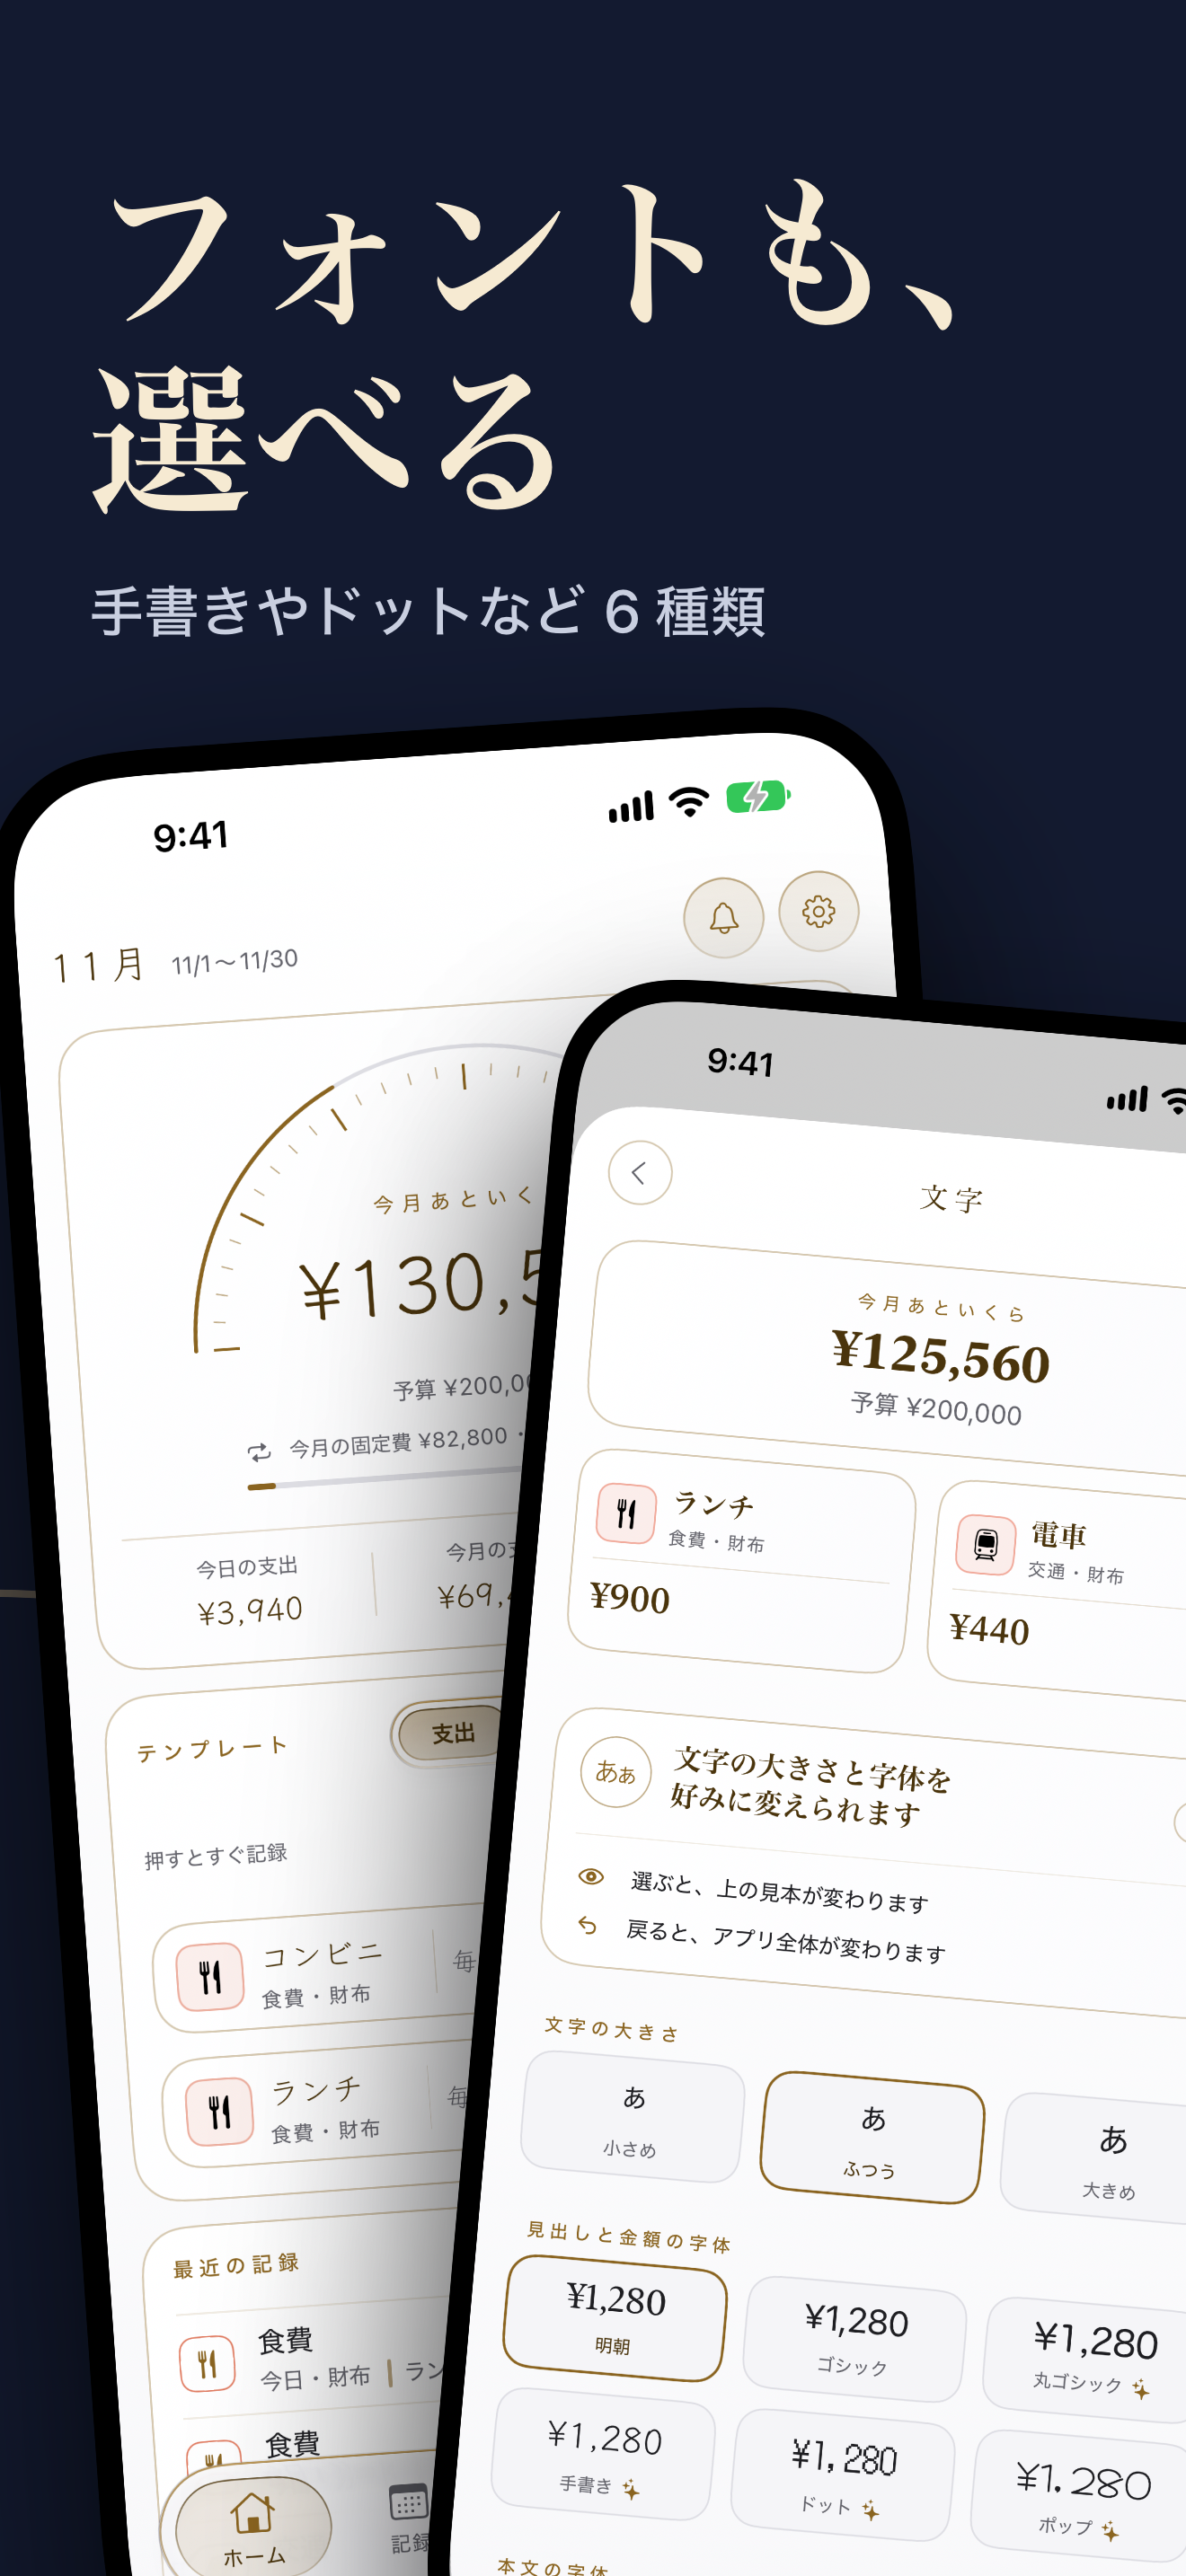 フォントも、
選べる
手書きやドットなど 6 種類
9:41
11月 11/1〜11/30
今月あといく
¥130,5
予算 ¥200,00
今月の固定費 ¥82,800 ·
今日の支出
¥3,940
今月の
¥69,
テンプレート
支出
押すとすぐ記録
コンビニ
食費・財布
毎
ランチ
食費・財布
毎
最近の記録
食費
今日・財布
ラン
食費
ホーム
記録
9:41
文字
今月あといくら
¥125,560
予算 ¥200,000
ランチ
食費・財布
¥900
電車
交通・財布
¥440
ああ
文字の大きさと字体を
好みに変えられます
選ぶと、上の見本が変わります
戻ると、アプリ全体が変わります
文字の大きさ
あ
小さめ
あ
ふつう
あ
大きめ
見出しと金額の字体
¥1,280
明朝
¥1,280
ゴシック
¥1,280
丸ゴシック
¥1,280
手書き
¥1,280
ドット
¥1,280
ポップ
本文の字体